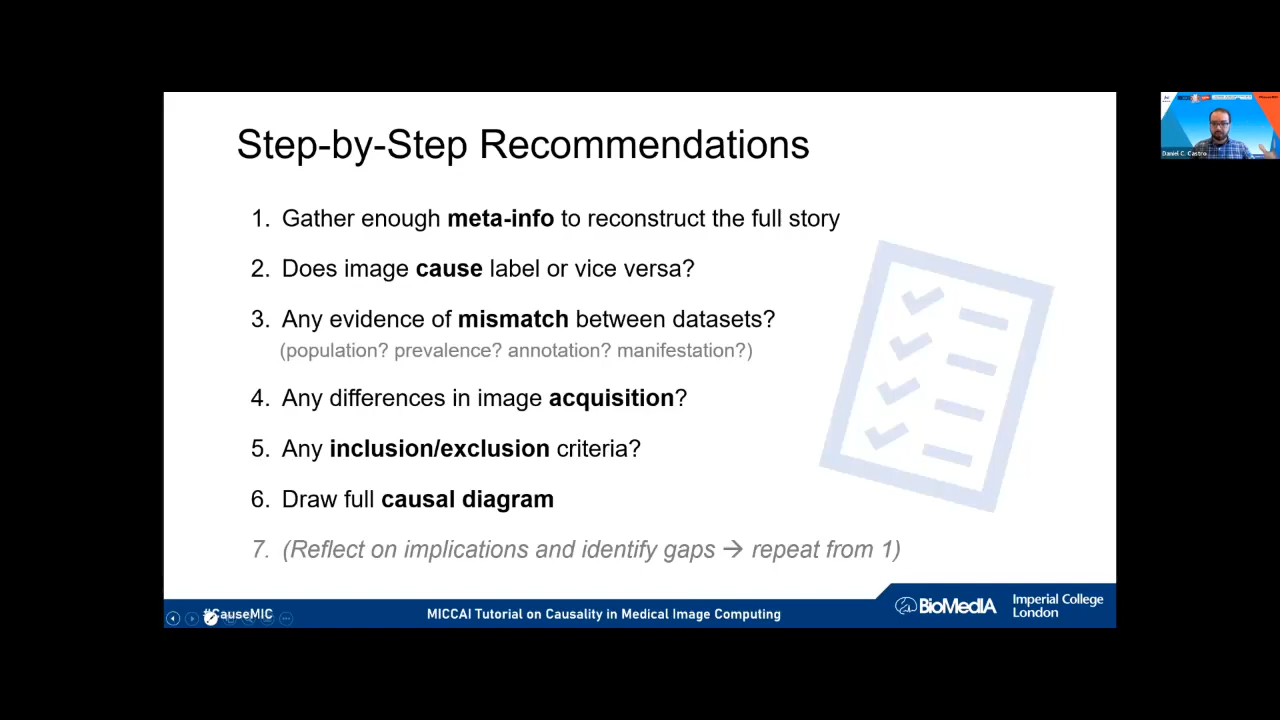 Step-by-Step Recommendations
1. Gather enough meta-info to reconstruct the full story
2. Does image cause label or vice versa?
3. Any evidence of mismatch between datasets?
(population? prevalence? annotation? manifestation?)
4. Any differences in image acquisition?
5. Any inclusion/exclusion criteria?
6. Draw full causal diagram
7. (Reflect on implications and identify gaps → repeat from 1)
#CauseMIC
MICCAI Tutorial on Causality in Medical Image Computing
BioMedIA
Imperial College
London
Daniel C. Castro